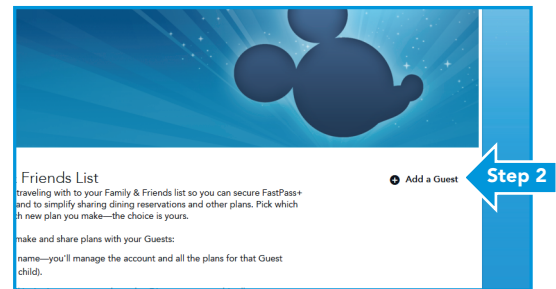 Friends List
Add a Guest
Step 2
traveling with to your Family & Friends list so you can secure FastPass+
and to simplify sharing dining reservations and other plans. Pick which
new plan you make—the choice is yours.
make and share plans with your Guests:
name—you'll manage the account and all the plans for that Guest
child).